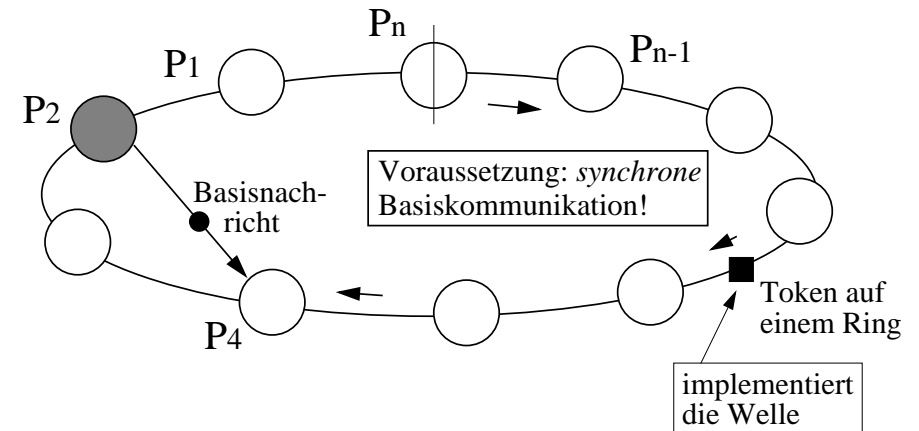 Pn
P1
Pn-1
P2
Voraussetzung: synchrone
Basiskommunikation!
Basisnach-
richt
Token auf
einem Ring
P4
implementiert
die Welle